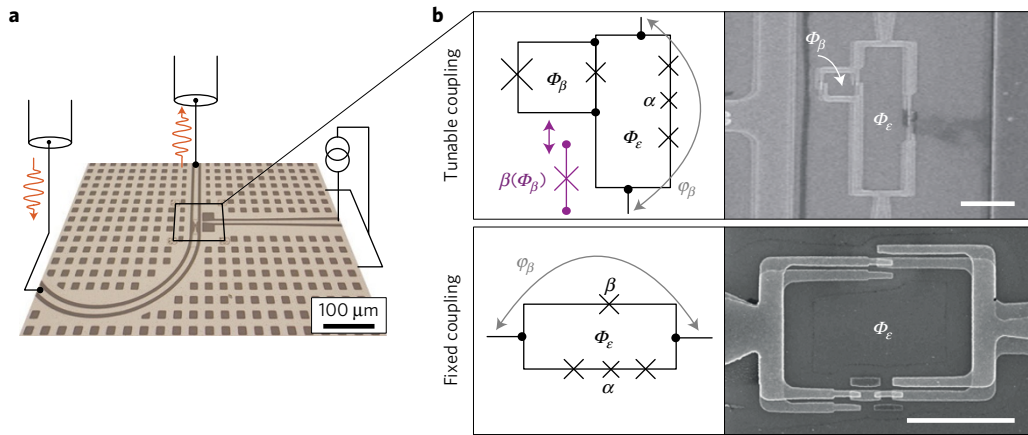 a
100 μm
b
Tunable coupling
Φβ
α
Φε
β(Φβ)
φβ
Φβ
Φε
Fixed coupling
φβ
β
Φε
α
Φε